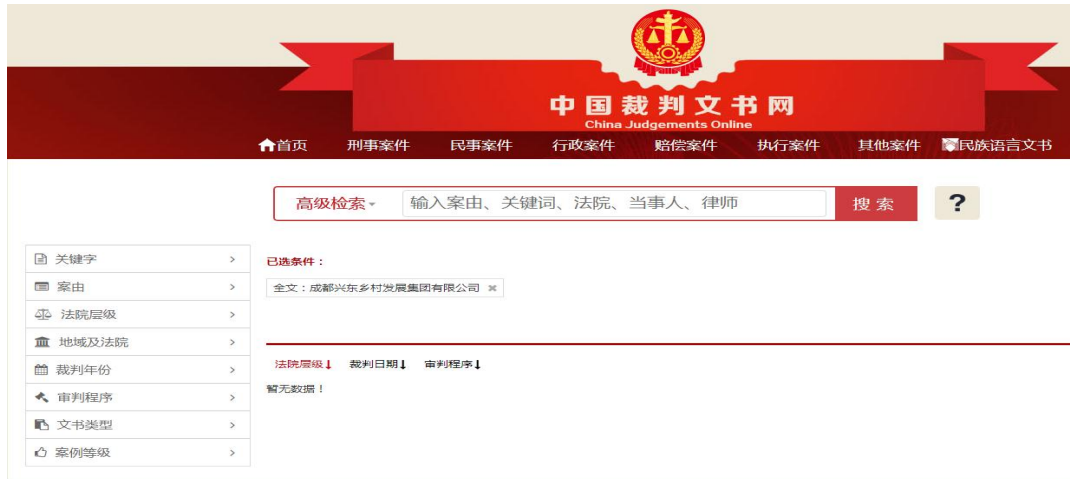 中国裁判文书网
China Judgements Online
首页 刑事案件 民事案件 行政案件 赔偿案件 执行案件 其他案件 民族语言文书
高级检索 输入案由、关键词、法院、当事人、律师 搜索 ?
关键字 >
已选条件：
案由 >
全文：成都兴东乡村发展集团有限公司 ×
法院层级 >
地域及法院 >
法院层级↓ 裁判日期↓ 审判程序↓
裁判年份 >
暂无数据！
审判程序 >
文书类型 >
案例等级 >